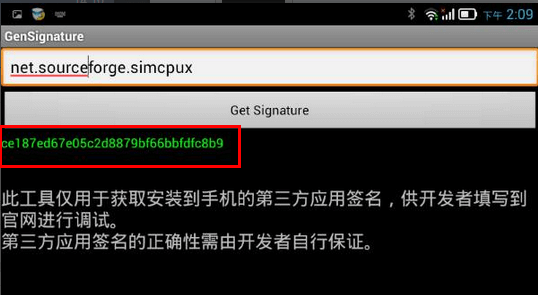 下午 2:09
GenSignature
net.sourceforge.simcpux
Get Signature
ce187ed67e05c2d8879bf66bbfdfc8b9
此工具仅用于获取安装到手机的第三方应用签名，供开发者填写到
官网进行调试。
第三方应用签名的正确性需由开发者自行保证。